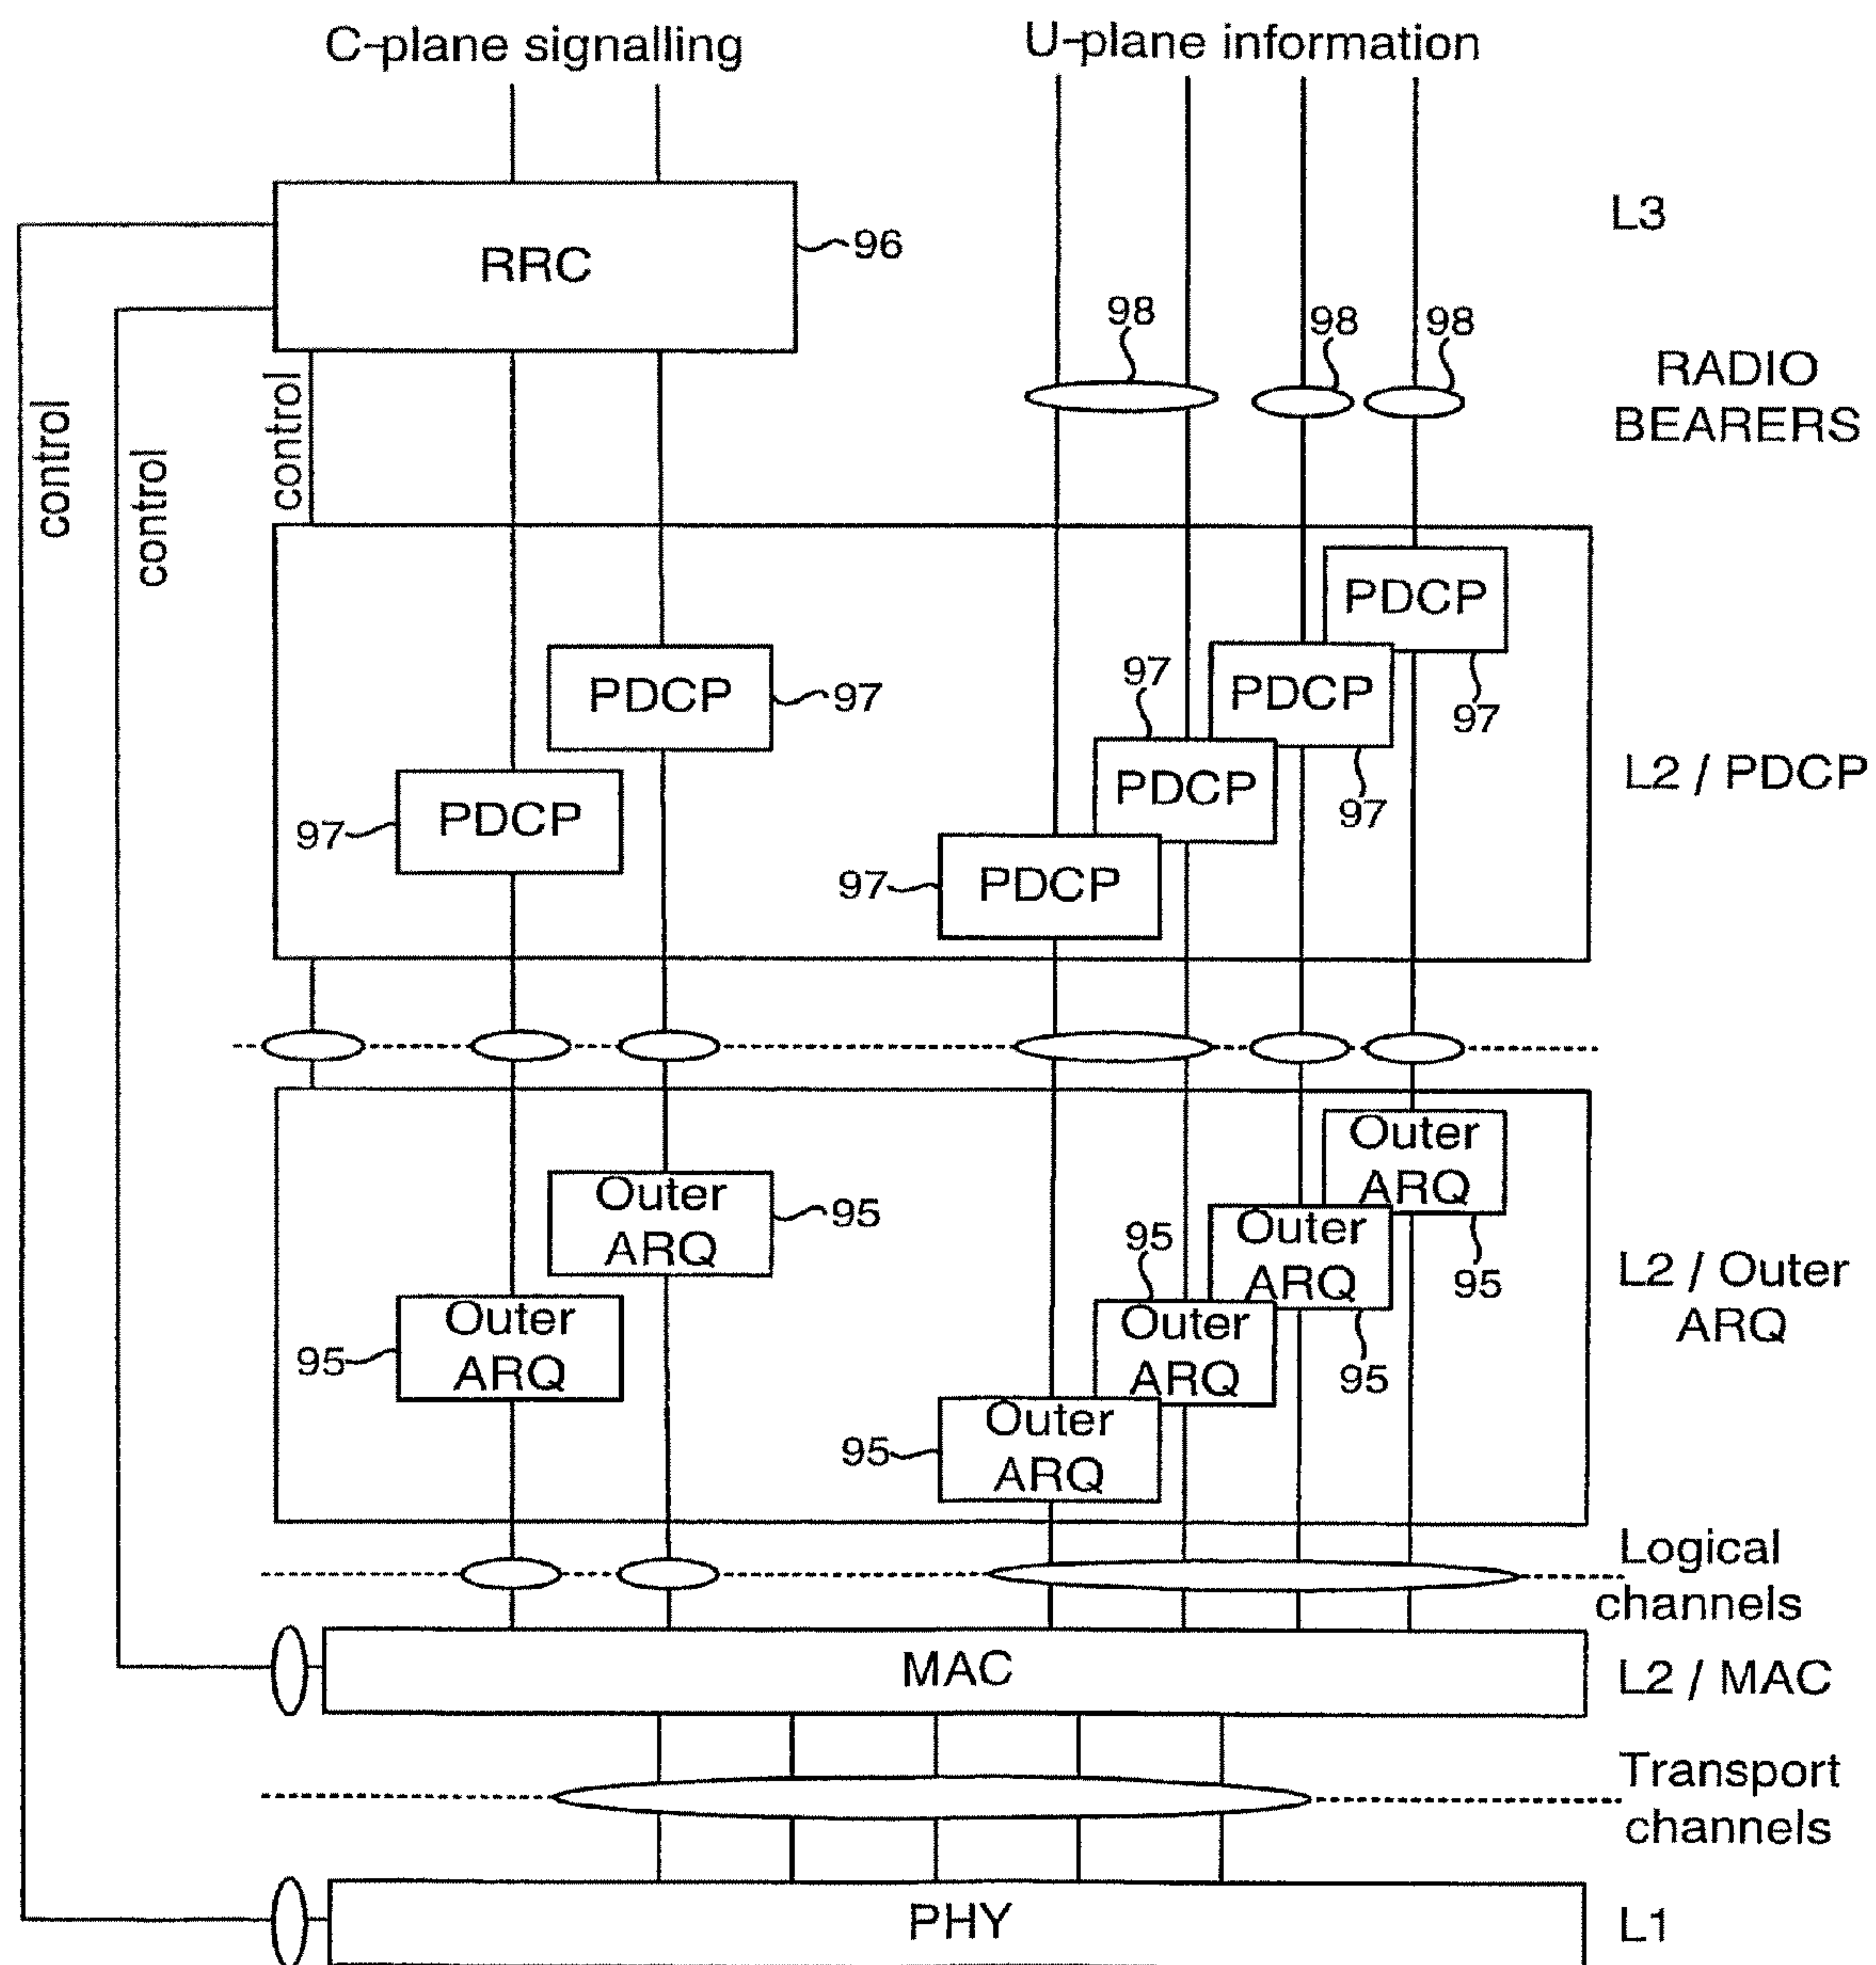 C-plane signalling
U-plane information
RRC
96
L3
98
98
98
RADIO
BEARERS
control
control
control
PDCP
PDCP
97
97
PDCP
97
97
PDCP
97
L2 / PDCP
PDCP
97
97
PDCP
Outer
ARQ
Outer
ARQ
95
95
Outer
ARQ
95
L2 / Outer
ARQ
95
Outer
ARQ
95
Outer
ARQ
95
Outer
ARQ
Logical
channels
MAC
L2 / MAC
Transport
channels
PHY
L1